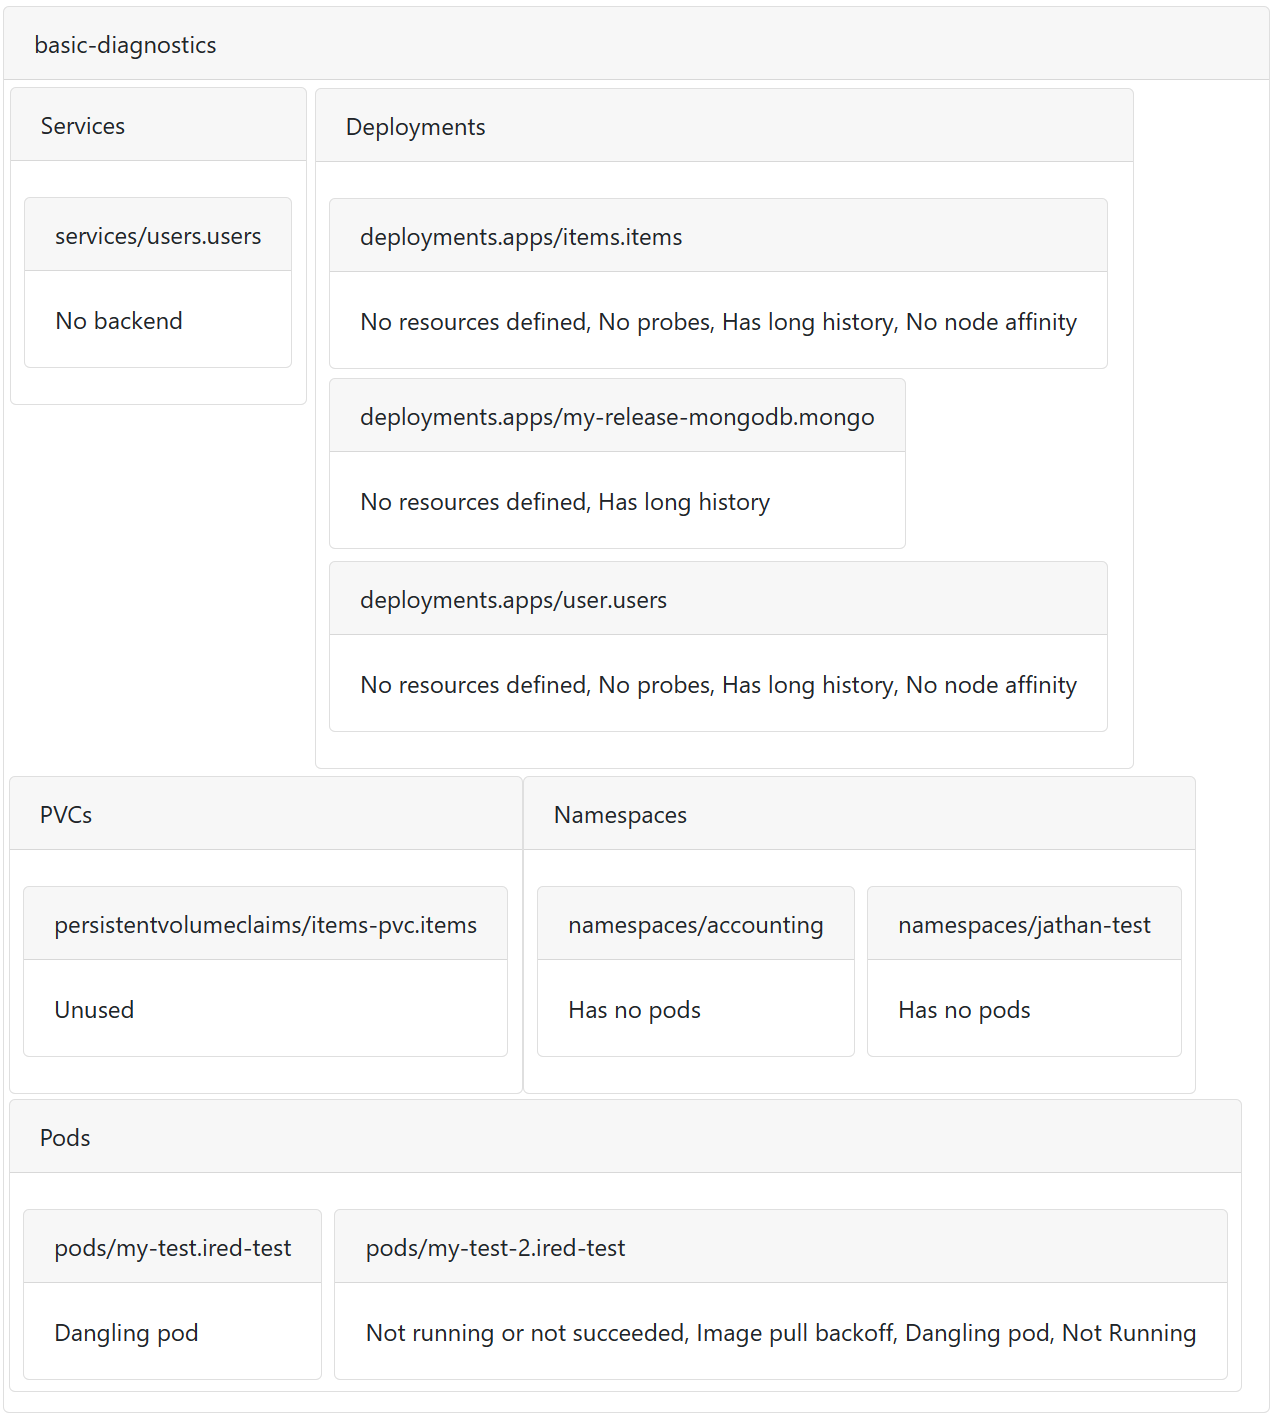 basic-diagnostics
Services
services/users.users
No backend
Deployments
deployments.apps/items.items
No resources defined, No probes, Has long history, No node affinity
deployments.apps/my-release-mongodb.mongo
No resources defined, Has long history
deployments.apps/user.users
No resources defined, No probes, Has long history, No node affinity
PVCs
persistentvolumeclaims/items-pvc.items
Unused
Namespaces
namespaces/accounting
Has no pods
namespaces/jathan-test
Has no pods
Pods
pods/my-test.ired-test
Dangling pod
pods/my-test-2.ired-test
Not running or not succeeded, Image pull backoff, Dangling pod, Not Running